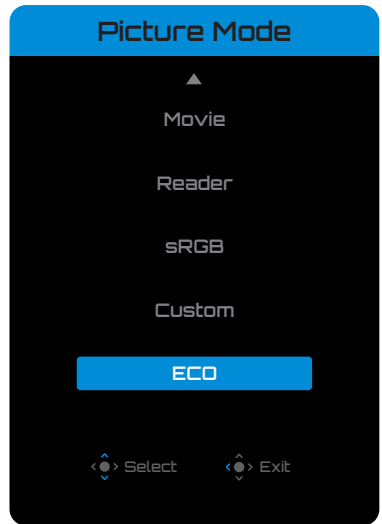 Picture Mode
Movie
Reader
sRGB
Custom
ECO
Select Exit